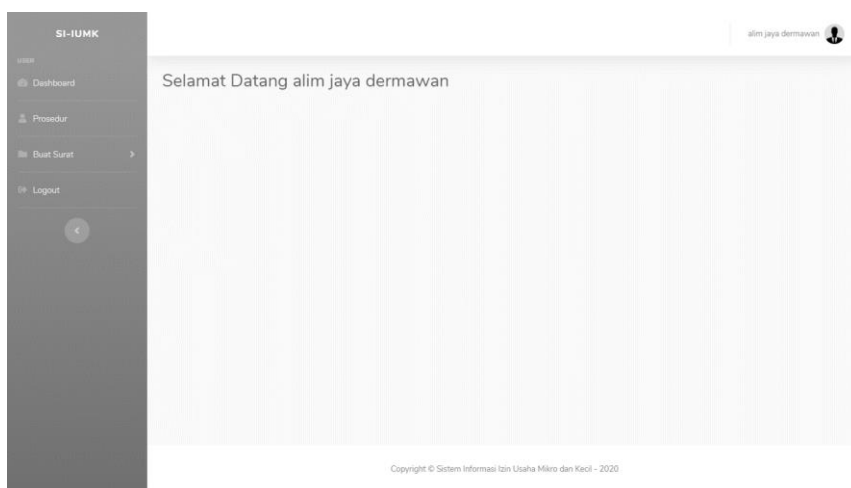 SI-IUMK
alim jaya dermawan
USER
Dashboard
Selamat Datang alim jaya dermawan
Prosedur
Buat Surat
Logout
Copyright © Sistem Informasi Izin Usaha Mikro dan Kecil - 2020